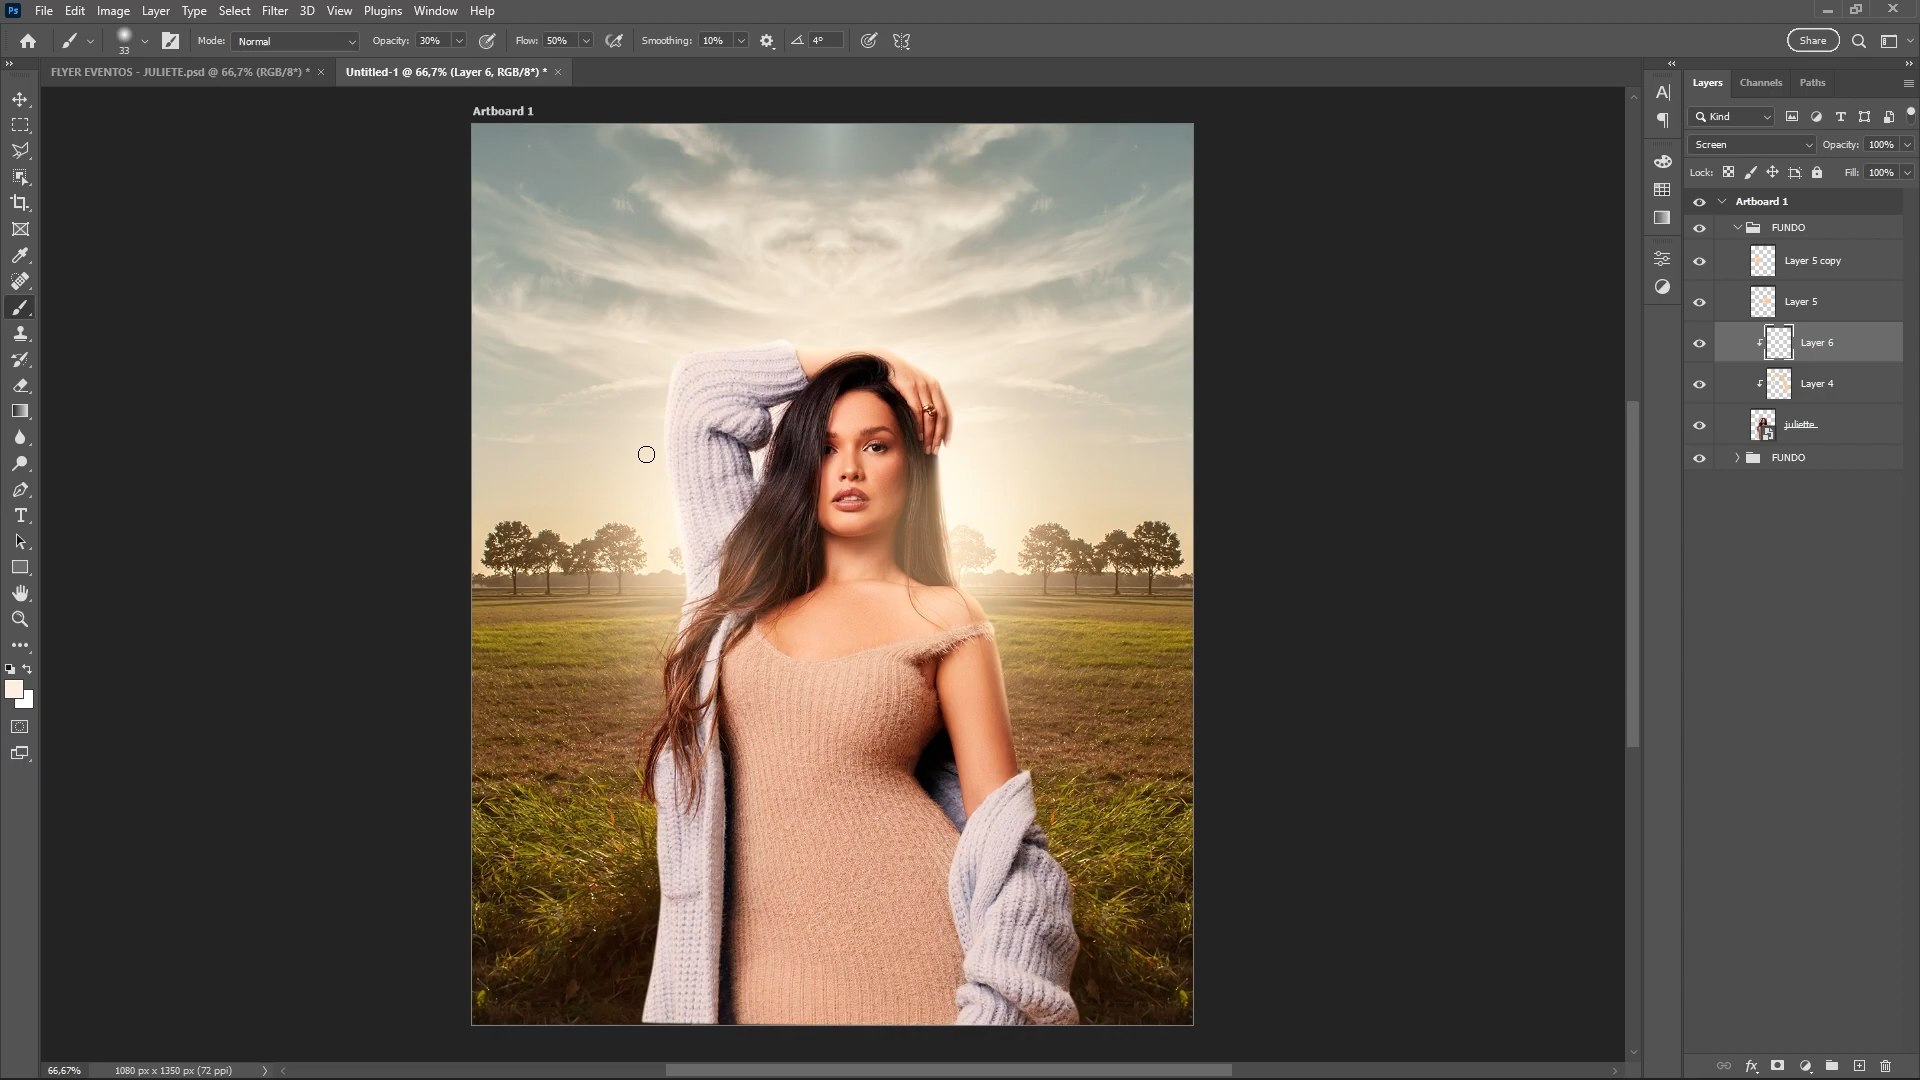 Ps File Edit Image Layer Type Select Filter 3D View Plugins Window Help
33 Mode: Normal Opacity: 30% Flow: 50% Smoothing: 10% 4° Share
FLYER EVENTOS - JULIETE.psd @ 66,7% (RGB/8*) * × Untitled-1 @ 66,7% (Layer 6, RGB/8*) * ×
Artboard 1
Layers Channels Paths
Kind
Screen Opacity: 100%
Lock: Fill: 100%
Artboard 1
FUNDO
Layer 5 copy
Layer 5
Layer 6
Layer 4
juliette
FUNDO
66,67% 1080 px x 1350 px (72 ppi)